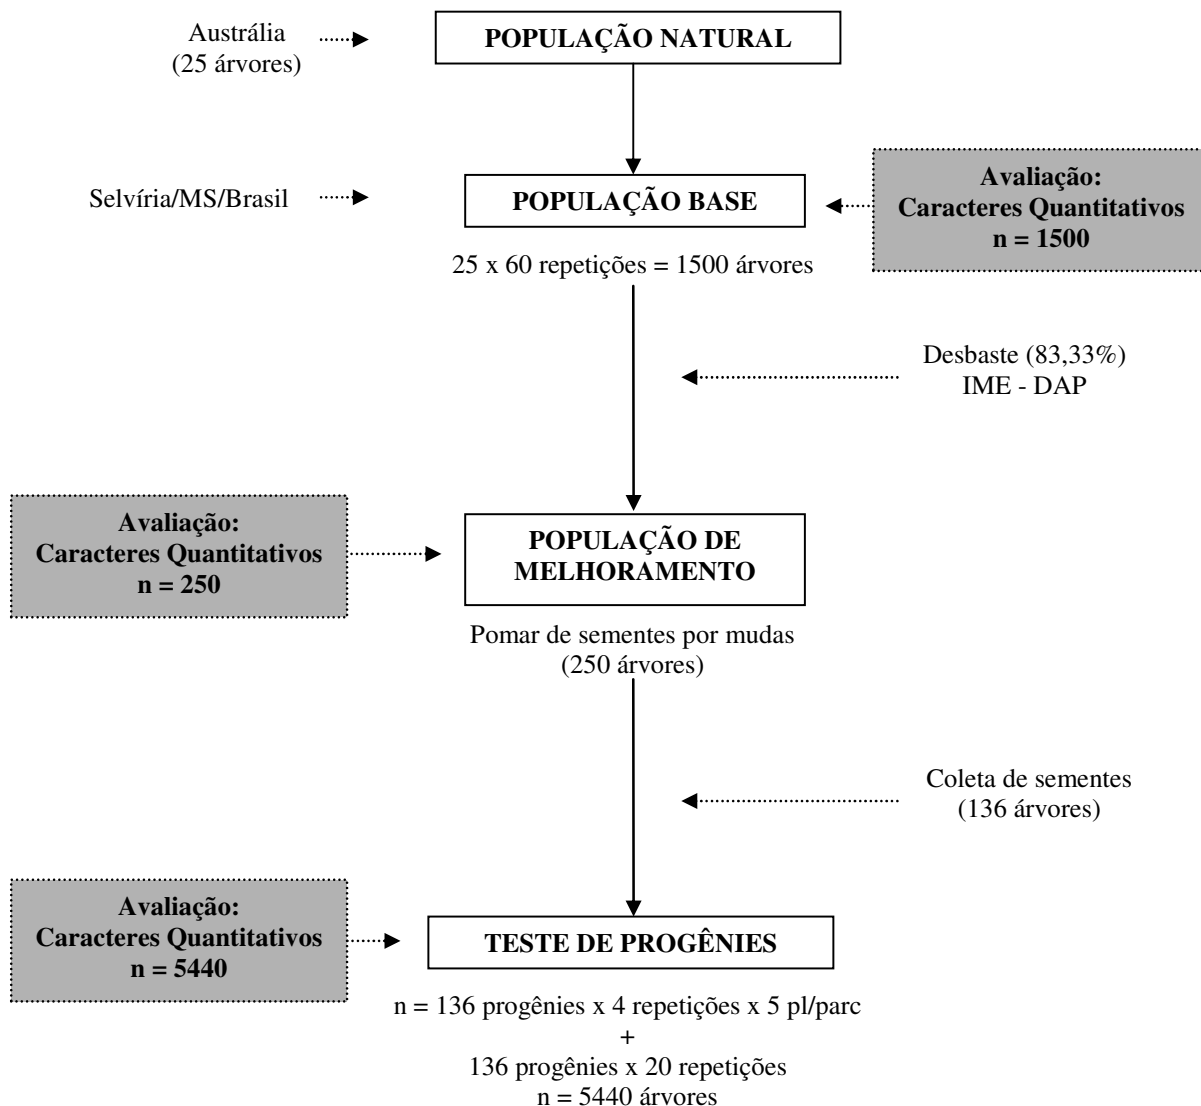 Austrália
(25 árvores)
POPULAÇÃO NATURAL
Selvíria/MS/Brasil
POPULAÇÃO BASE
Avaliação:
Caracteres Quantitativos
n = 1500
25 x 60 repetições = 1500 árvores
Desbaste (83,33%)
IME - DAP
Avaliação:
Caracteres Quantitativos
n = 250
POPULAÇÃO DE
MELHORAMENTO
Pomar de sementes por mudas
(250 árvores)
Coleta de sementes
(136 árvores)
Avaliação:
Caracteres Quantitativos
n = 5440
TESTE DE PROGÊNIES
n = 136 progênies x 4 repetições x 5 pl/parc
+
136 progênies x 20 repetições
n = 5440 árvores